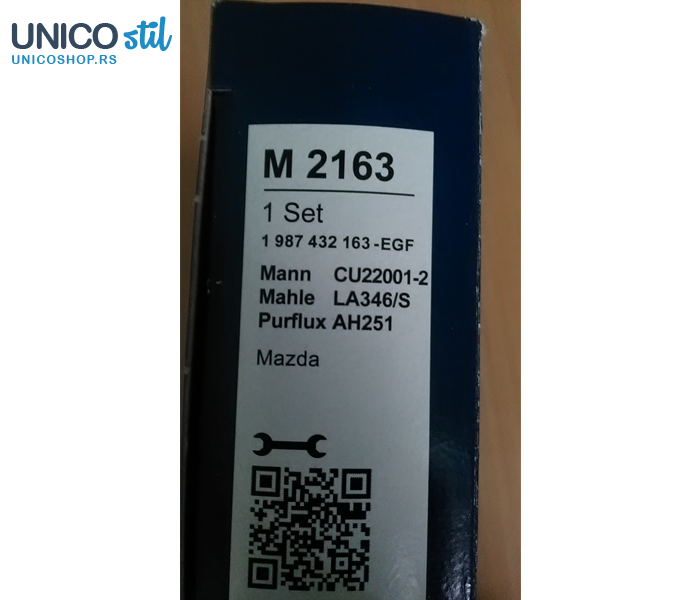 UNICO stil
UNICOSHOP.RS
M 2163
1 Set
1 987 432 163-EGF
Mann CU22001-2
Mahle LA346/S
Purflux AH251
Mazda